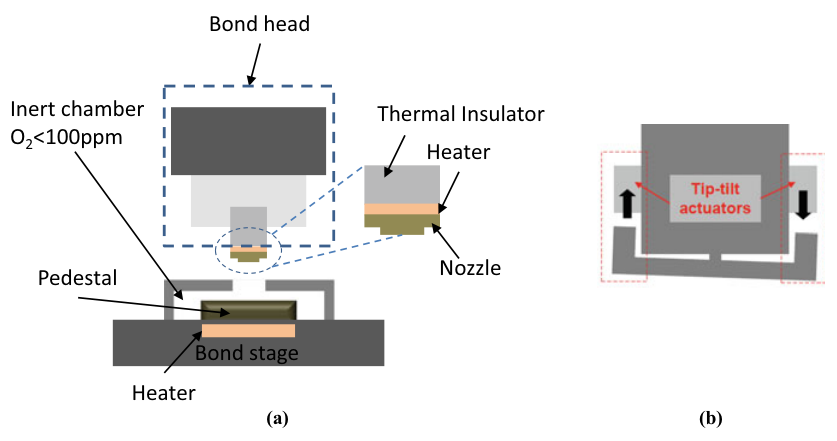 Bond head
Inert chamber
O₂<100ppm
Thermal Insulator
Heater
Nozzle
Pedestal
Bond stage
Heater
(a)
Tip-tilt
actuators
(b)